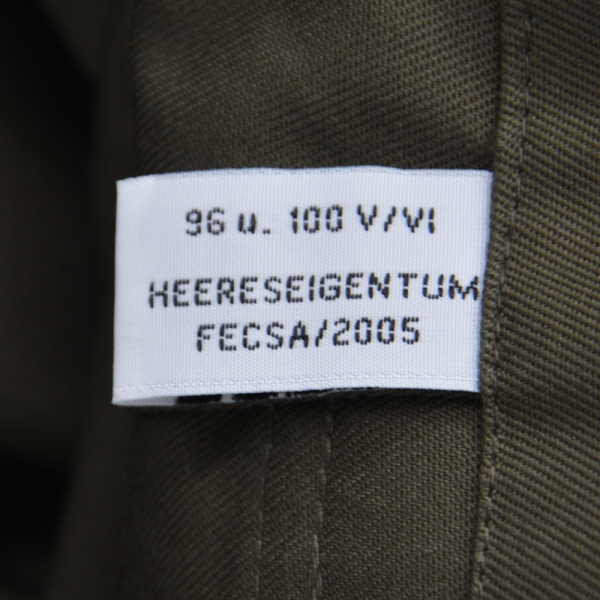 96 u. 100 V/VI
HEERESEIGENTUM
FECSA/2005